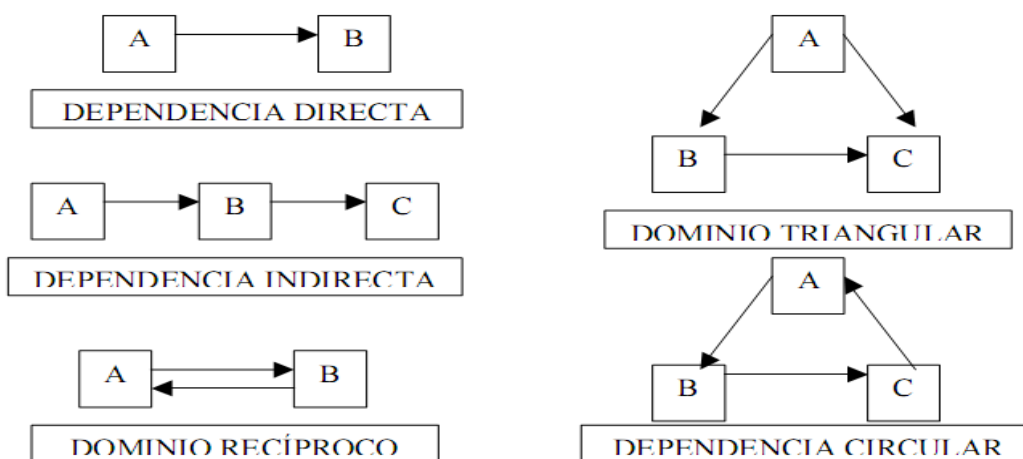 A B
DEPENDENCIA DIRECTA
A B C
DEPENDENCIA INDIRECTA
A B
DOMINIO RECÍPROCO
A
B C
DOMINIO TRIANGULAR
A
B C
DEPENDENCIA CIRCULAR